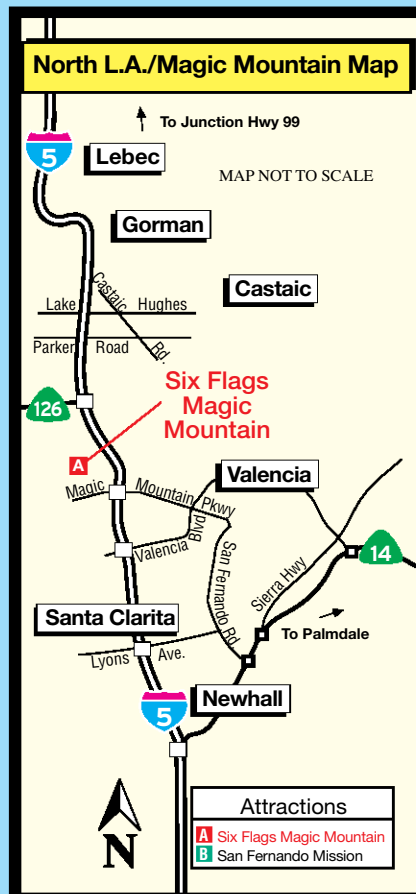 North L.A./Magic Mountain Map
To Junction Hwy 99
5
Lebec
MAP NOT TO SCALE
Gorman
Castaic
Castaic Rd.
Lake Hughes
Parker Road
Six Flags
Magic
Mountain
126
A
Magic Mountain Pkwy
Valencia
Valencia Blvd
San Fernando Rd.
Sierra Hwy
14
Santa Clarita
To Palmdale
Lyons Ave.
Newhall
5
N
Attractions
A Six Flags Magic Mountain
B San Fernando Mission